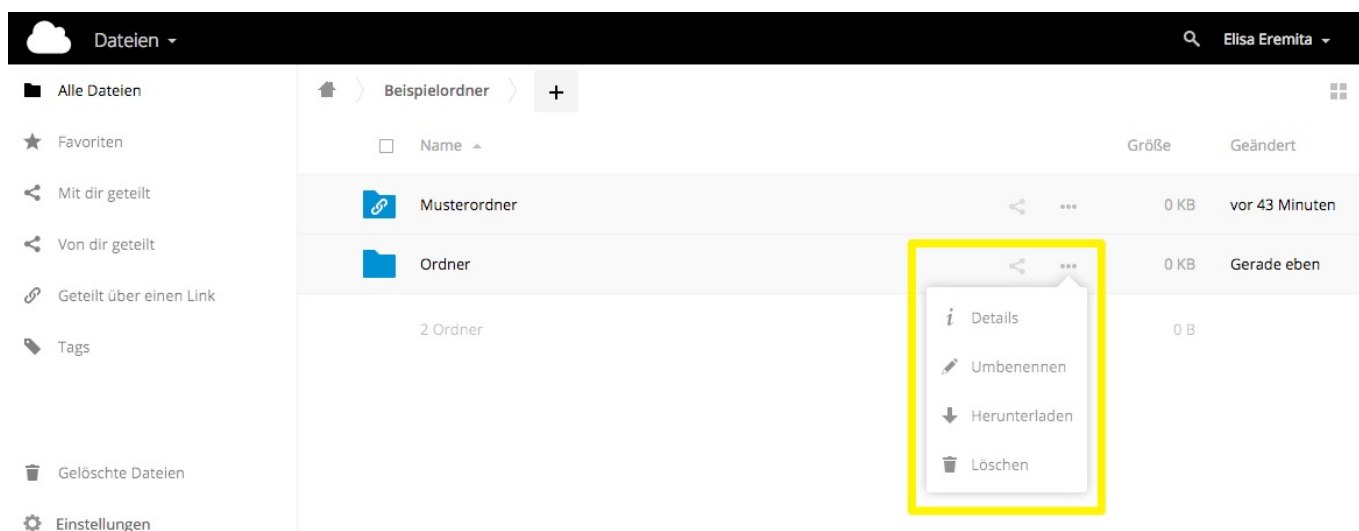 Dateien
Elisa Eremita
Alle Dateien
Favoriten
Mit dir geteilt
Von dir geteilt
Geteilt über einen Link
Tags
Gelöschte Dateien
Einstellungen
Beispielordner
+
Name Größe Geändert
Musterordner 0 KB vor 43 Minuten
Ordner 0 KB Gerade eben
2 Ordner 0 B
Details
Umbenennen
Herunterladen
Löschen